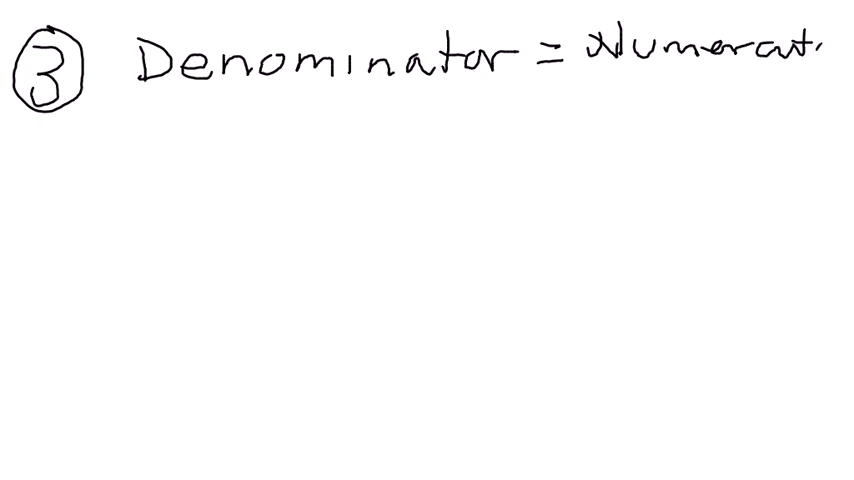 ③ Denominator = Numerat